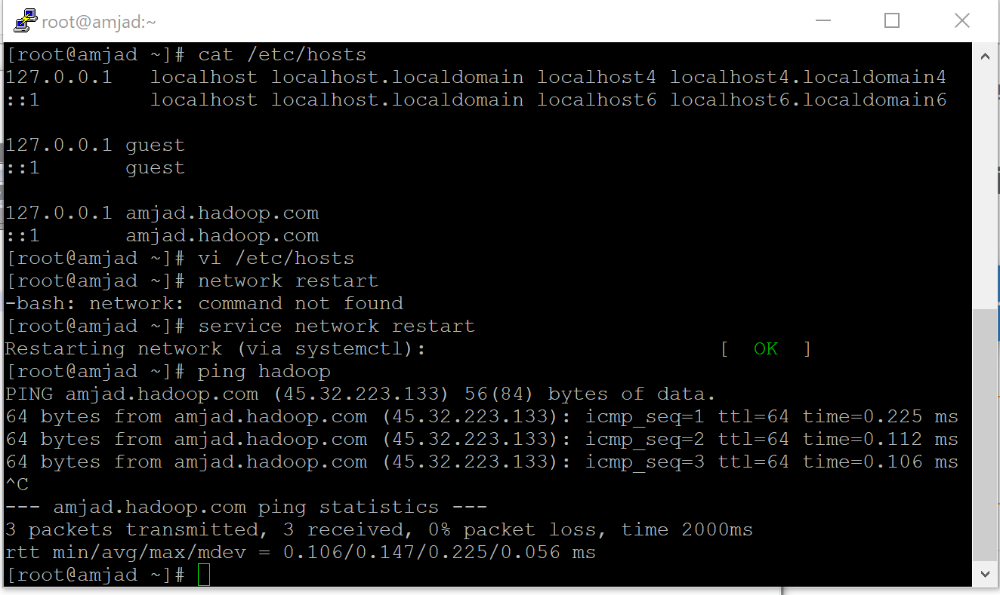 root@amjad:~
[root@amjad ~]# cat /etc/hosts
127.0.0.1   localhost localhost.localdomain localhost4 localhost4.localdomain4
::1         localhost localhost.localdomain localhost6 localhost6.localdomain6
127.0.0.1 guest
::1       guest
127.0.0.1 amjad.hadoop.com
::1       amjad.hadoop.com
[root@amjad ~]# vi /etc/hosts
[root@amjad ~]# network restart
-bash: network: command not found
[root@amjad ~]# service network restart
Restarting network (via systemctl):                        [  OK  ]
[root@amjad ~]# ping hadoop
PING amjad.hadoop.com (45.32.223.133) 56(84) bytes of data.
64 bytes from amjad.hadoop.com (45.32.223.133): icmp_seq=1 ttl=64 time=0.225 ms
64 bytes from amjad.hadoop.com (45.32.223.133): icmp_seq=2 ttl=64 time=0.112 ms
64 bytes from amjad.hadoop.com (45.32.223.133): icmp_seq=3 ttl=64 time=0.106 ms
^C
--- amjad.hadoop.com ping statistics ---
3 packets transmitted, 3 received, 0% packet loss, time 2000ms
rtt min/avg/max/mdev = 0.106/0.147/0.225/0.056 ms
[root@amjad ~]#